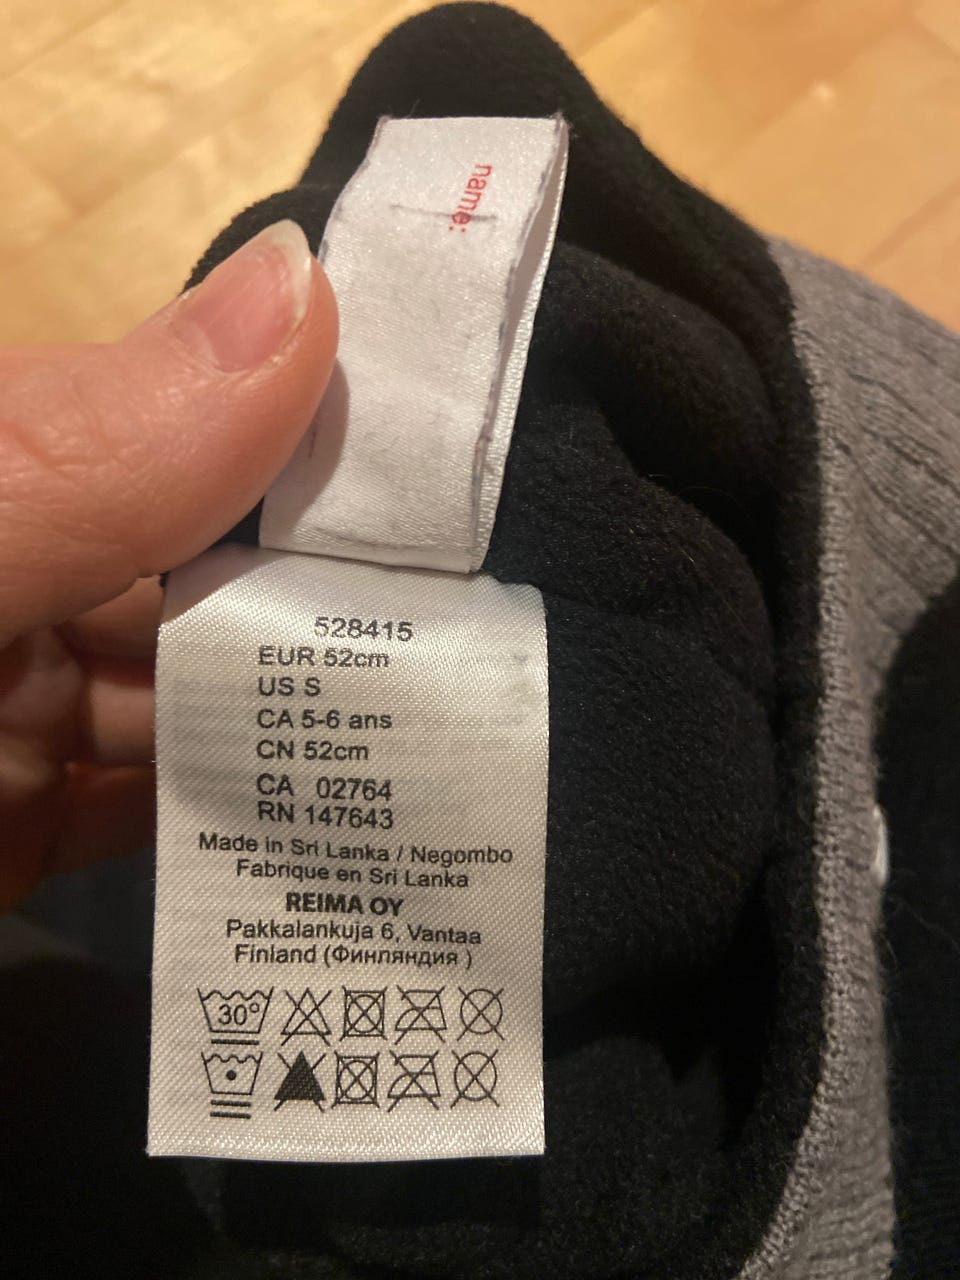 name:
528415
EUR 52cm
US S
CA 5-6 ans
CN 52cm
CA 02764
RN 147643
Made in Sri Lanka / Negombo
Fabrique en Sri Lanka
REIMA OY
Pakkalankuja 6, Vantaa
Finland (Финляндия )
30°